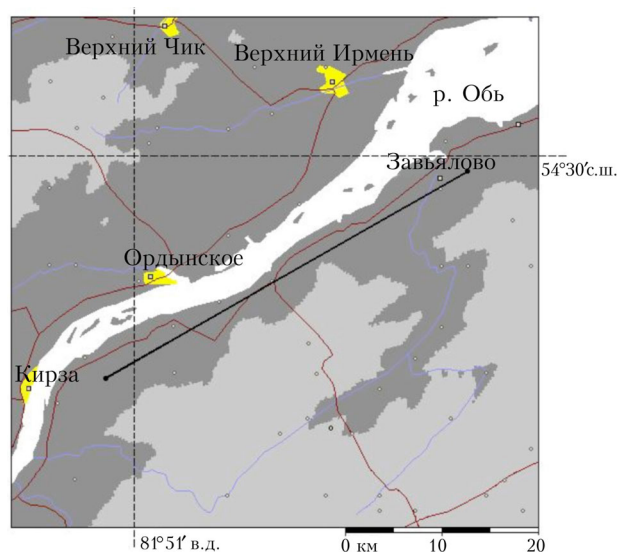 Верхний Чик
Верхний Ирмень
р. Обь
Завьялово
54°30′с.ш.
Ордынское
Кирза
81°51′ в.д.
0 км 10 20